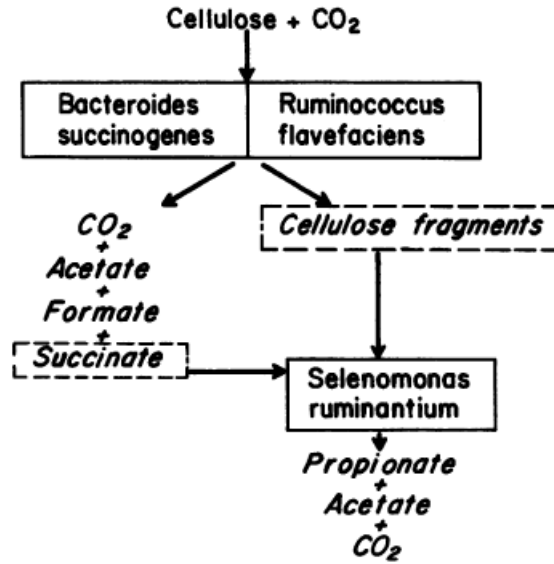 Cellulose + CO₂
Bacteroides
succinogenes
Ruminococcus
flavefaciens
CO₂
+
Acetate
+
Formate
+
Succinate
Cellulose fragments
Selenomonas
ruminantium
Propionate
+
Acetate
+
CO₂